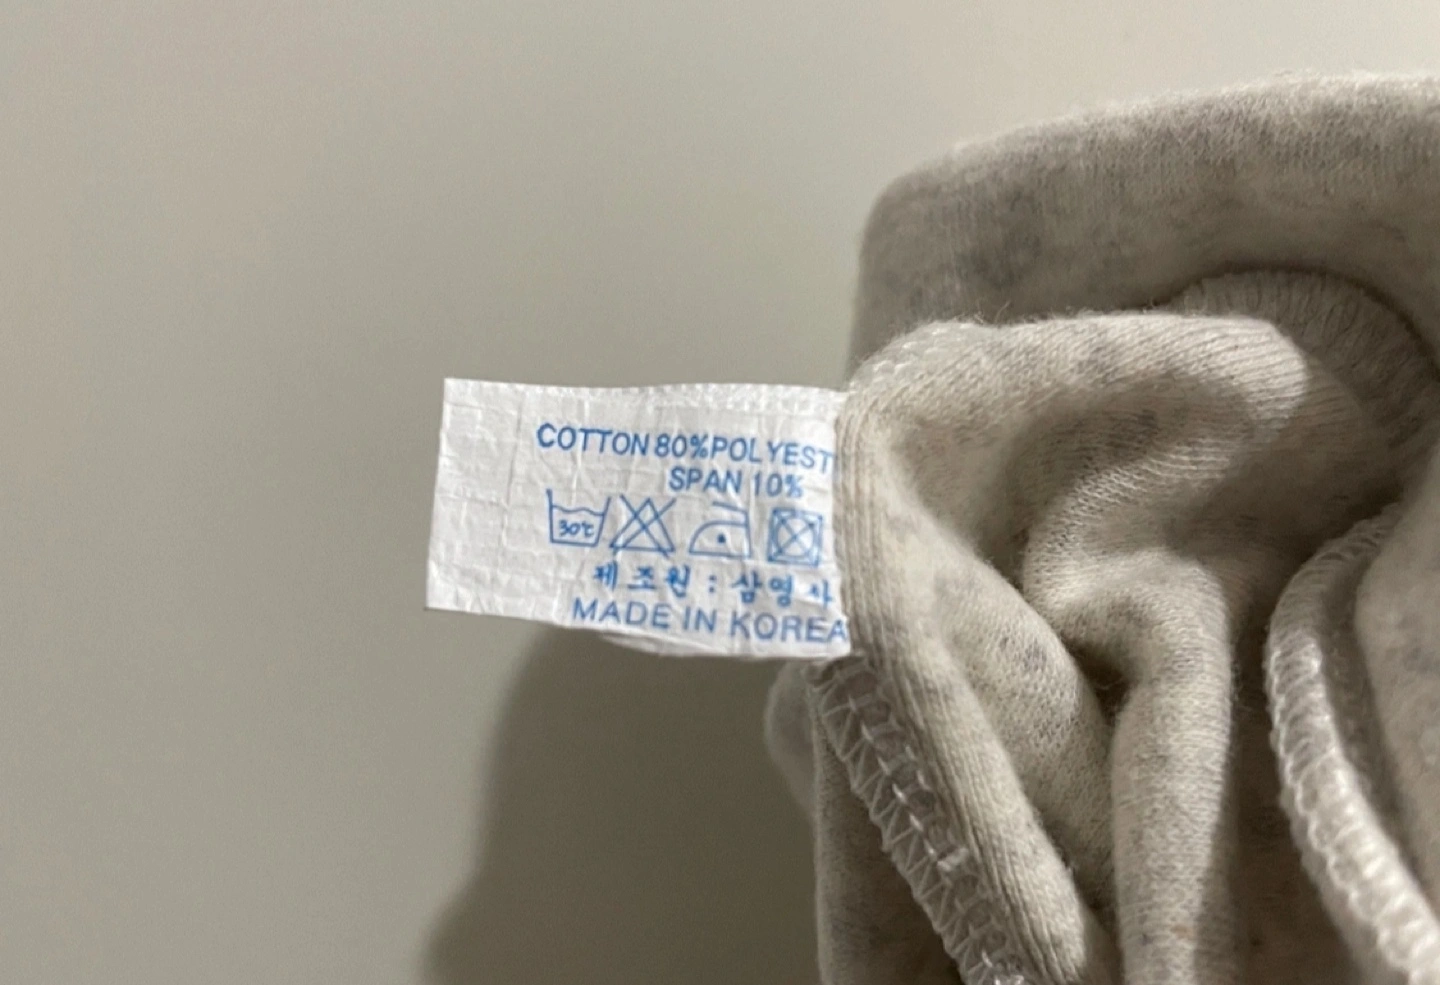 COTTON 80%POLYEST
SPAN 10%
30℃
제조원 : 삼영사
MADE IN KOREA